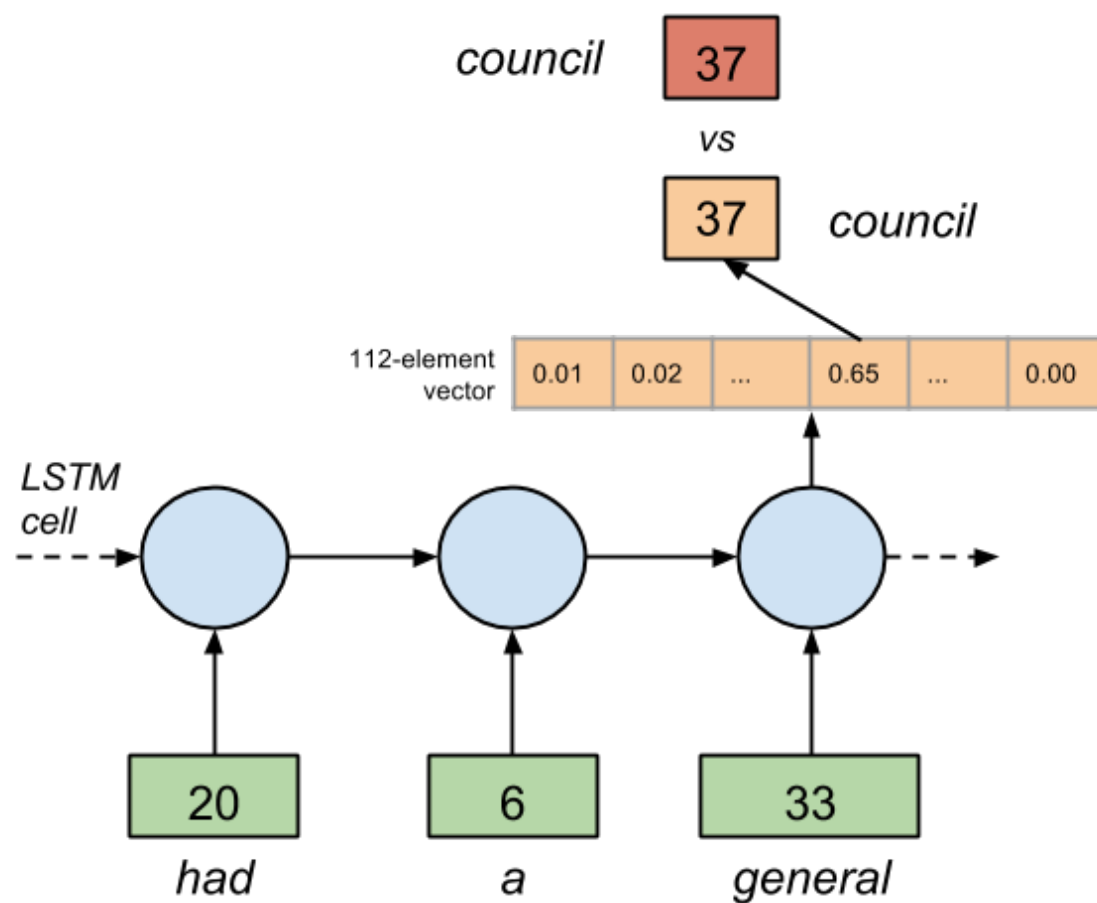 council 37
vs
37 council
112-element
vector
0.01 0.02 ... 0.65 ... 0.00
LSTM
cell
20 6 33
had a general